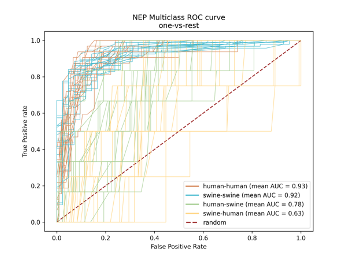 NEP Multiclass ROC curve
one-vs-rest
1.0
0.8
0.6
0.4
0.2
0.0
True Positive rate
human-human (mean AUC = 0.93)
swine-swine (mean AUC = 0.92)
human-swine (mean AUC = 0.78)
swine-human (mean AUC = 0.63)
random
0.0 0.2 0.4 0.6 0.8 1.0
False Positive Rate